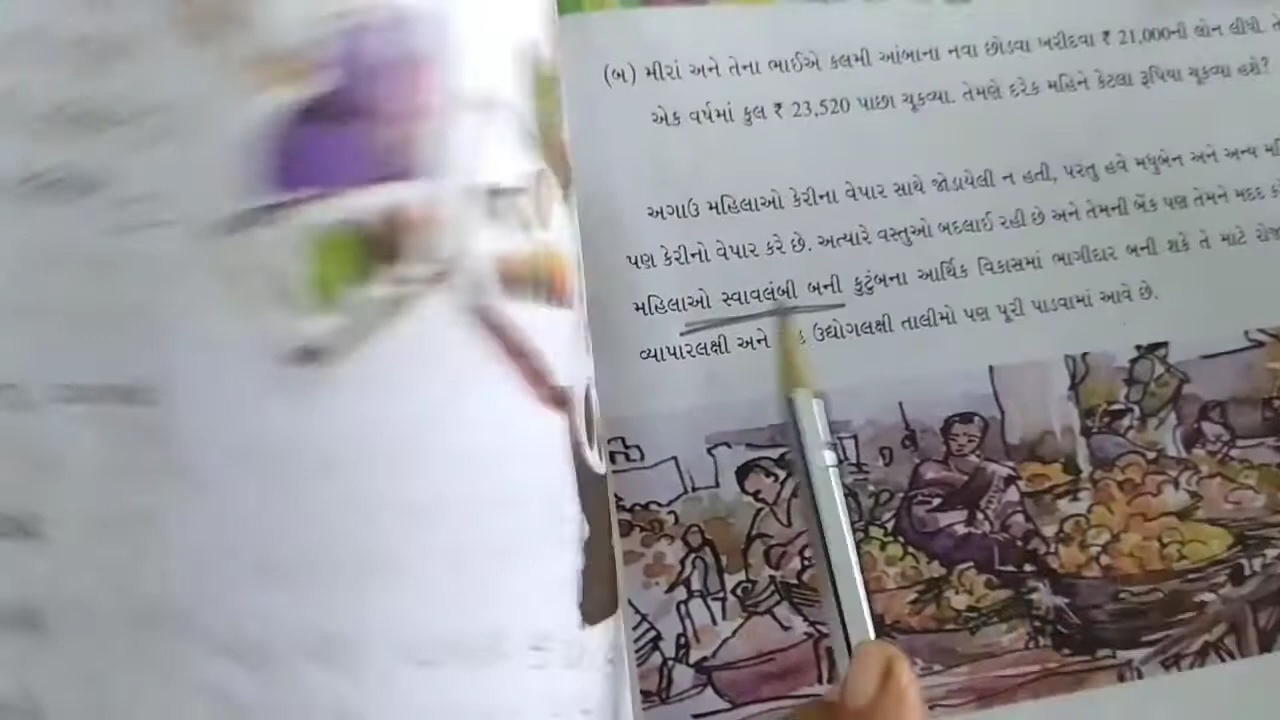 (બ) મીરાં અને તેના ભાઈએ કલમી આંબાના નવા છોડવા ખરીદવા ₹ 21,000ની લોન લીધી.
એક વર્ષમાં કુલ ₹ 23,520 પાછા ચૂકવ્યા. તેમણે દરેક મહિને કેટલા રૂપિયા ચૂકવ્યા હશે?
અગાઉ મહિલાઓ કેરીના વેપાર સાથે જોડાયેલી ન હતી, પરંતુ હવે મધુબેન અને અન્ય
પણ કેરીનો વેપાર કરે છે. અત્યારે વસ્તુઓ બદલાઈ રહી છે અને તેમની બેંક પણ તેમને મદદ
મહિલાઓ સ્વાવલંબી બની કુટુંબના આર્થિક વિકાસમાં ભાગીદાર બની શકે તે માટે
વ્યાપારલક્ષી અને ઉદ્યોગલક્ષી તાલીમો પણ પૂરી પાડવામાં આવે છે.